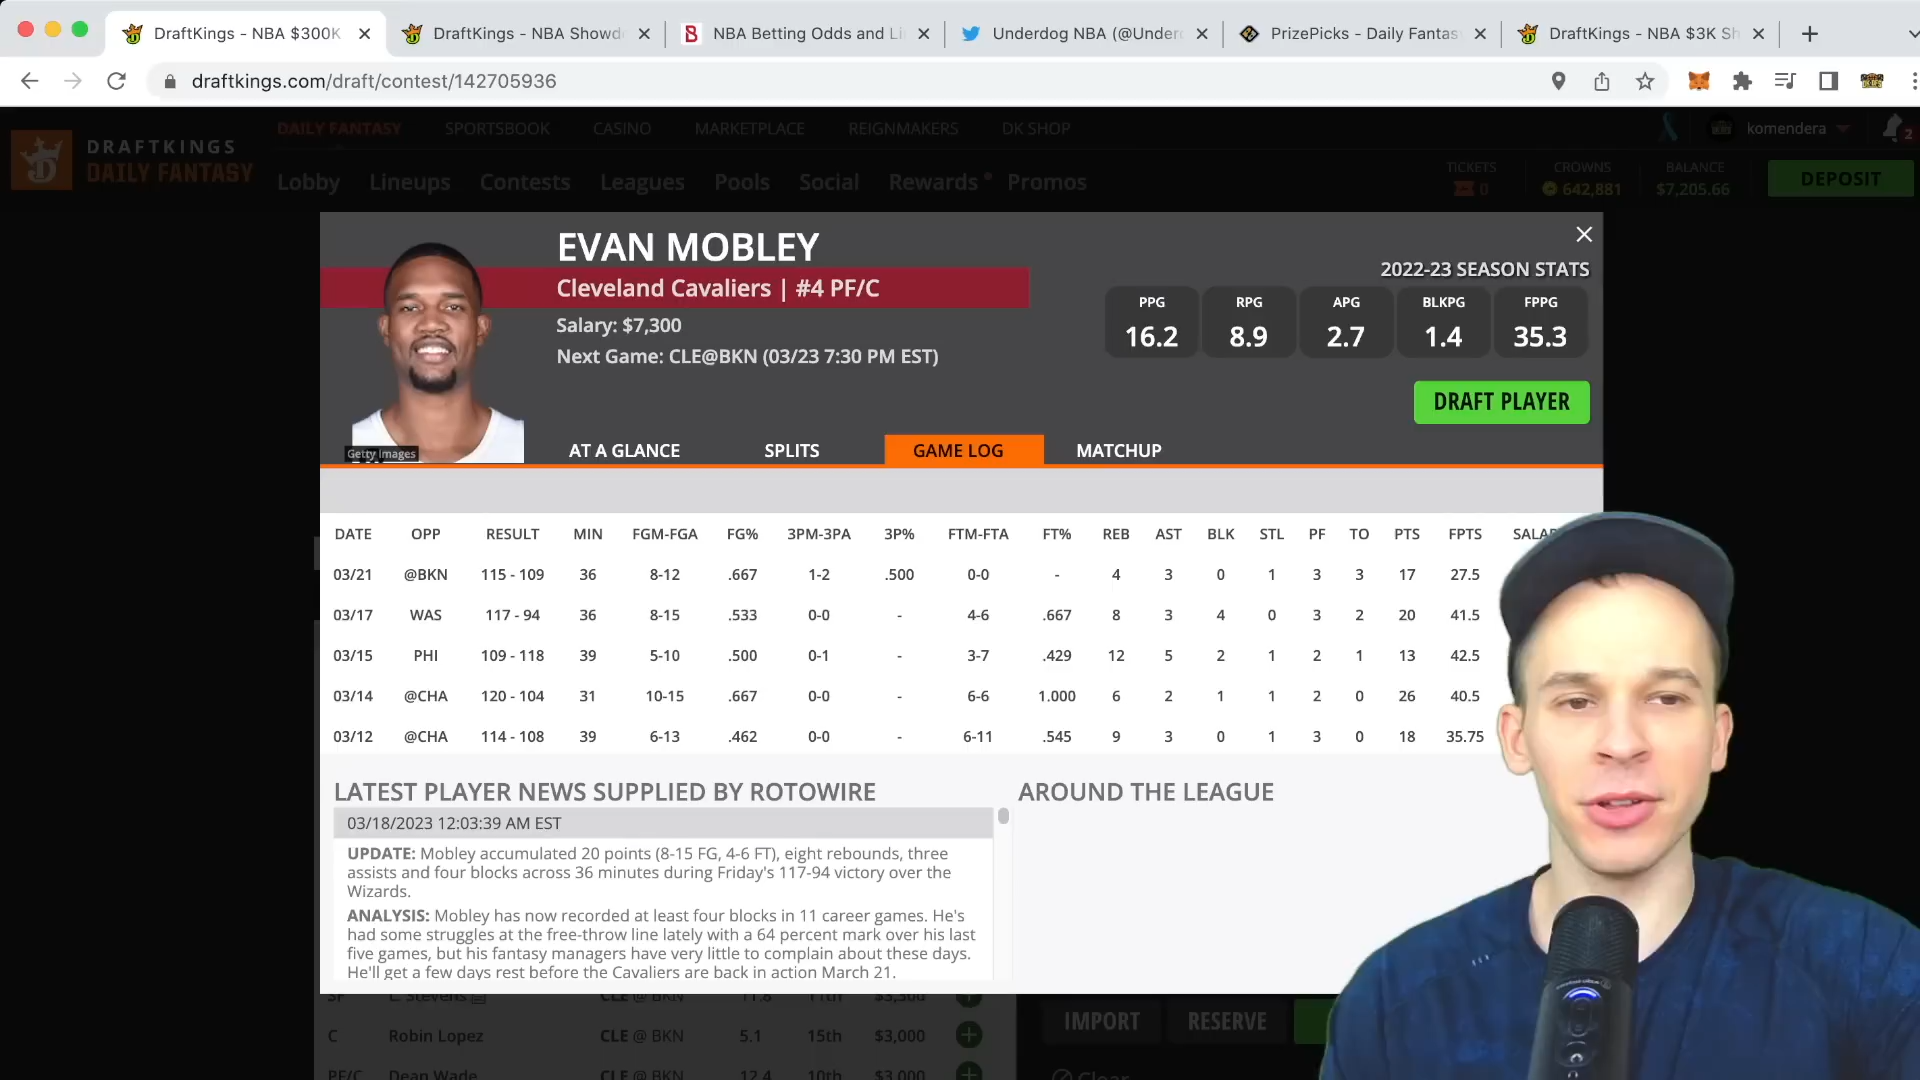 DraftKings - NBA $300K
DraftKings - NBA Showd
NBA Betting Odds and Li
Underdog NBA (@Under
PrizePicks - Daily Fantas
DraftKings - NBA $3K Sh
draftkings.com/draft/contest/142705936
DRAFTKINGS
DAILY FANTASY
DAILY FANTASY SPORTSBOOK CASINO MARKETPLACE REIGNMAKERS DK SHOP
komendera
2
Lobby Lineups Contests Leagues Pools Social Rewards Promos
TICKETS
0
CROWNS
642,881
BALANCE
$7,205.66
DEPOSIT
EVAN MOBLEY
Cleveland Cavaliers | #4 PF/C
Salary: $7,300
Next Game: CLE@BKN (03/23 7:30 PM EST)
Getty Images
2022-23 SEASON STATS
PPG RPG APG BLKPG FPPG
16.2 8.9 2.7 1.4 35.3
DRAFT PLAYER
AT A GLANCE SPLITS GAME LOG MATCHUP
DATE OPP RESULT MIN FGM-FGA FG% 3PM-3PA 3P% FTM-FTA FT% REB AST BLK STL PF TO PTS FPTS SALAR
03/21 @BKN 115 - 109 36 8-12 .667 1-2 .500 0-0 - 4 3 0 1 3 3 17 27.5
03/17 WAS 117 - 94 36 8-15 .533 0-0 - 4-6 .667 8 3 4 0 3 2 20 41.5
03/15 PHI 109 - 118 39 5-10 .500 0-1 - 3-7 .429 12 5 2 1 2 1 13 42.5
03/14 @CHA 120 - 104 31 10-15 .667 0-0 - 6-6 1.000 6 2 1 1 2 0 26 40.5
03/12 @CHA 114 - 108 39 6-13 .462 0-0 - 6-11 .545 9 3 0 1 3 0 18 35.75
LATEST PLAYER NEWS SUPPLIED BY ROTOWIRE
AROUND THE LEAGUE
03/18/2023 12:03:39 AM EST
UPDATE: Mobley accumulated 20 points (8-15 FG, 4-6 FT), eight rebounds, three
assists and four blocks across 36 minutes during Friday's 117-94 victory over the
Wizards.
ANALYSIS: Mobley has now recorded at least four blocks in 11 career games. He's
had some struggles at the free-throw line lately with a 64 percent mark over his last
five games, but his fantasy managers have very little to complain about these days.
He'll get a few days rest before the Cavaliers are back in action March 21.
SF L. Stevens CLE @ BKN 11.8 11th $3,300
C Robin Lopez CLE @ BKN 5.1 15th $3,000
PF/C Dean Wade CLE @ BKN 12.4 10th $3,000
IMPORT RESERVE
Clear